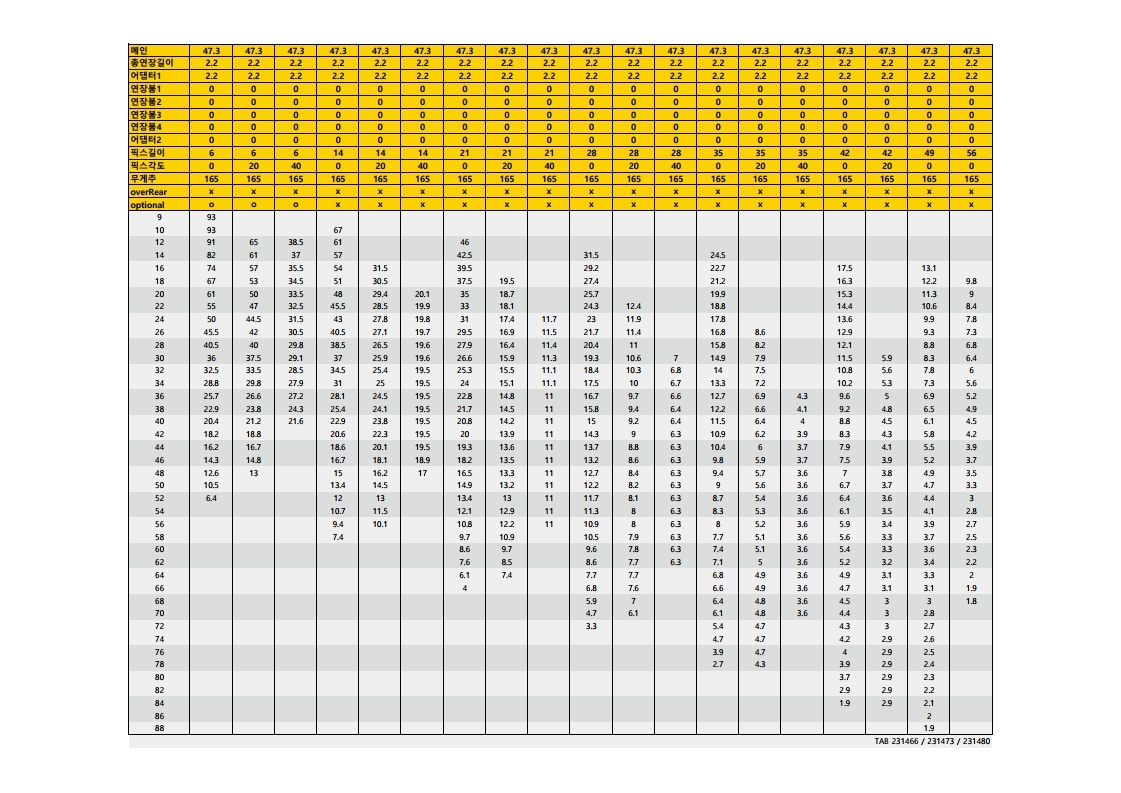 메인 47.3 47.3 47.3 47.3 47.3 47.3 47.3 47.3 47.3 47.3 47.3 47.3 47.3 47.3 47.3 47.3 47.3 47.3 47.3
총연장길이 2.2 2.2 2.2 2.2 2.2 2.2 2.2 2.2 2.2 2.2 2.2 2.2 2.2 2.2 2.2 2.2 2.2 2.2 2.2
어댑터1 2.2 2.2 2.2 2.2 2.2 2.2 2.2 2.2 2.2 2.2 2.2 2.2 2.2 2.2 2.2 2.2 2.2 2.2 2.2
연장붐1 0 0 0 0 0 0 0 0 0 0 0 0 0 0 0 0 0 0 0
연장붐2 0 0 0 0 0 0 0 0 0 0 0 0 0 0 0 0 0 0 0
연장붐3 0 0 0 0 0 0 0 0 0 0 0 0 0 0 0 0 0 0 0
연장붐4 0 0 0 0 0 0 0 0 0 0 0 0 0 0 0 0 0 0 0
어댑터2 0 0 0 0 0 0 0 0 0 0 0 0 0 0 0 0 0 0 0
픽스길이 6 6 6 14 14 14 21 21 21 28 28 28 35 35 35 42 42 49 56
픽스각도 0 20 40 0 20 40 0 20 40 0 20 40 0 20 40 0 20 0 0
무게추 165 165 165 165 165 165 165 165 165 165 165 165 165 165 165 165 165 165 165
overRear x x x x x x x x x x x x x x x x x x x
optional o o o x x x x x x x x x x x x x x x x
9 93
10 93 67
12 91 65 38.5 61 46
14 82 61 37 57 42.5 31.5 24.5
16 74 57 35.5 54 31.5 39.5 29.2 22.7 17.5 13.1
18 67 53 34.5 51 30.5 37.5 19.5 27.4 21.2 16.3 12.2 9.8
20 61 50 33.5 48 29.4 20.1 35 18.7 25.7 19.9 15.3 11.3 9
22 55 47 32.5 45.5 28.5 19.9 33 18.1 24.3 12.4 18.8 14.4 10.6 8.4
24 50 44.5 31.5 43 27.8 19.8 31 17.4 11.7 23 11.9 17.8 13.6 9.9 7.8
26 45.5 42 30.5 40.5 27.1 19.7 29.5 16.9 11.5 21.7 11.4 16.8 8.6 12.9 9.3 7.3
28 40.5 40 29.8 38.5 26.5 19.6 27.9 16.4 11.4 20.4 11 15.8 8.2 12.1 8.8 6.8
30 36 37.5 29.1 37 25.9 19.6 26.6 15.9 11.3 19.3 10.6 7 14.9 7.9 11.5 5.9 8.3 6.4
32 32.5 33.5 28.5 34.5 25.4 19.5 25.3 15.5 11.1 18.4 10.3 6.8 14 7.5 10.8 5.6 7.8 6
34 28.8 29.8 27.9 31 25 19.5 24 15.1 11.1 17.5 10 6.7 13.3 7.2 10.2 5.3 7.3 5.6
36 25.7 26.6 27.2 28.1 24.5 19.5 22.8 14.8 11 16.7 9.7 6.6 12.7 6.9 4.3 9.6 5 6.9 5.2
38 22.9 23.8 24.3 25.4 24.1 19.5 21.7 14.5 11 15.8 9.4 6.4 12.2 6.6 4.1 9.2 4.8 6.5 4.9
40 20.4 21.2 21.6 22.9 23.8 19.5 20.8 14.2 11 15 9.2 6.4 11.5 6.4 4 8.8 4.5 6.1 4.5
42 18.2 18.8 20.6 22.3 19.5 20 13.9 11 14.3 9 6.3 10.9 6.2 3.9 8.3 4.3 5.8 4.2
44 16.2 16.7 18.6 20.1 19.5 19.3 13.6 11 13.7 8.8 6.3 10.4 6 3.7 7.9 4.1 5.5 3.9
46 14.3 14.8 16.7 18.1 18.9 18.2 13.5 11 13.2 8.6 6.3 9.8 5.9 3.7 7.5 3.9 5.2 3.7
48 12.6 13 15 16.2 17 16.5 13.3 11 12.7 8.4 6.3 9.4 5.7 3.6 7 3.8 4.9 3.5
50 10.5 13.4 14.5 14.9 13.2 11 12.2 8.2 6.3 9 5.6 3.6 6.7 3.7 4.7 3.3
52 6.4 12 13 13.4 13 11 11.7 8.1 6.3 8.7 5.4 3.6 6.4 3.6 4.4 3
54 10.7 11.5 12.1 12.9 11 11.3 8 6.3 8.3 5.3 3.6 6.1 3.5 4.1 2.8
56 9.4 10.1 10.8 12.2 11 10.9 8 6.3 8 5.2 3.6 5.9 3.4 3.9 2.7
58 7.4 9.7 10.9 10.5 7.9 6.3 7.7 5.1 3.6 5.6 3.3 3.7 2.5
60 8.6 9.7 9.6 7.8 6.3 7.4 5.1 3.6 5.4 3.3 3.6 2.3
62 7.6 8.5 8.6 7.7 6.3 7.1 5 3.6 5.2 3.2 3.4 2.2
64 6.1 7.4 7.7 7.7 6.8 4.9 3.6 4.9 3.1 3.3 2
66 4 6.8 7.6 6.6 4.9 3.6 4.7 3.1 3.1 1.9
68 5.9 7 6.4 4.8 3.6 4.5 3 3 1.8
70 4.7 6.1 6.1 4.8 3.6 4.4 3 2.8
72 3.3 5.4 4.7 4.3 3 2.7
74 4.7 4.7 4.2 2.9 2.6
76 3.9 4.7 4 2.9 2.5
78 2.7 4.3 3.9 2.9 2.4
80 3.7 2.9 2.3
82 2.9 2.9 2.2
84 1.9 2.9 2.1
86 2
88 1.9
TAB 231466 / 231473 / 231480